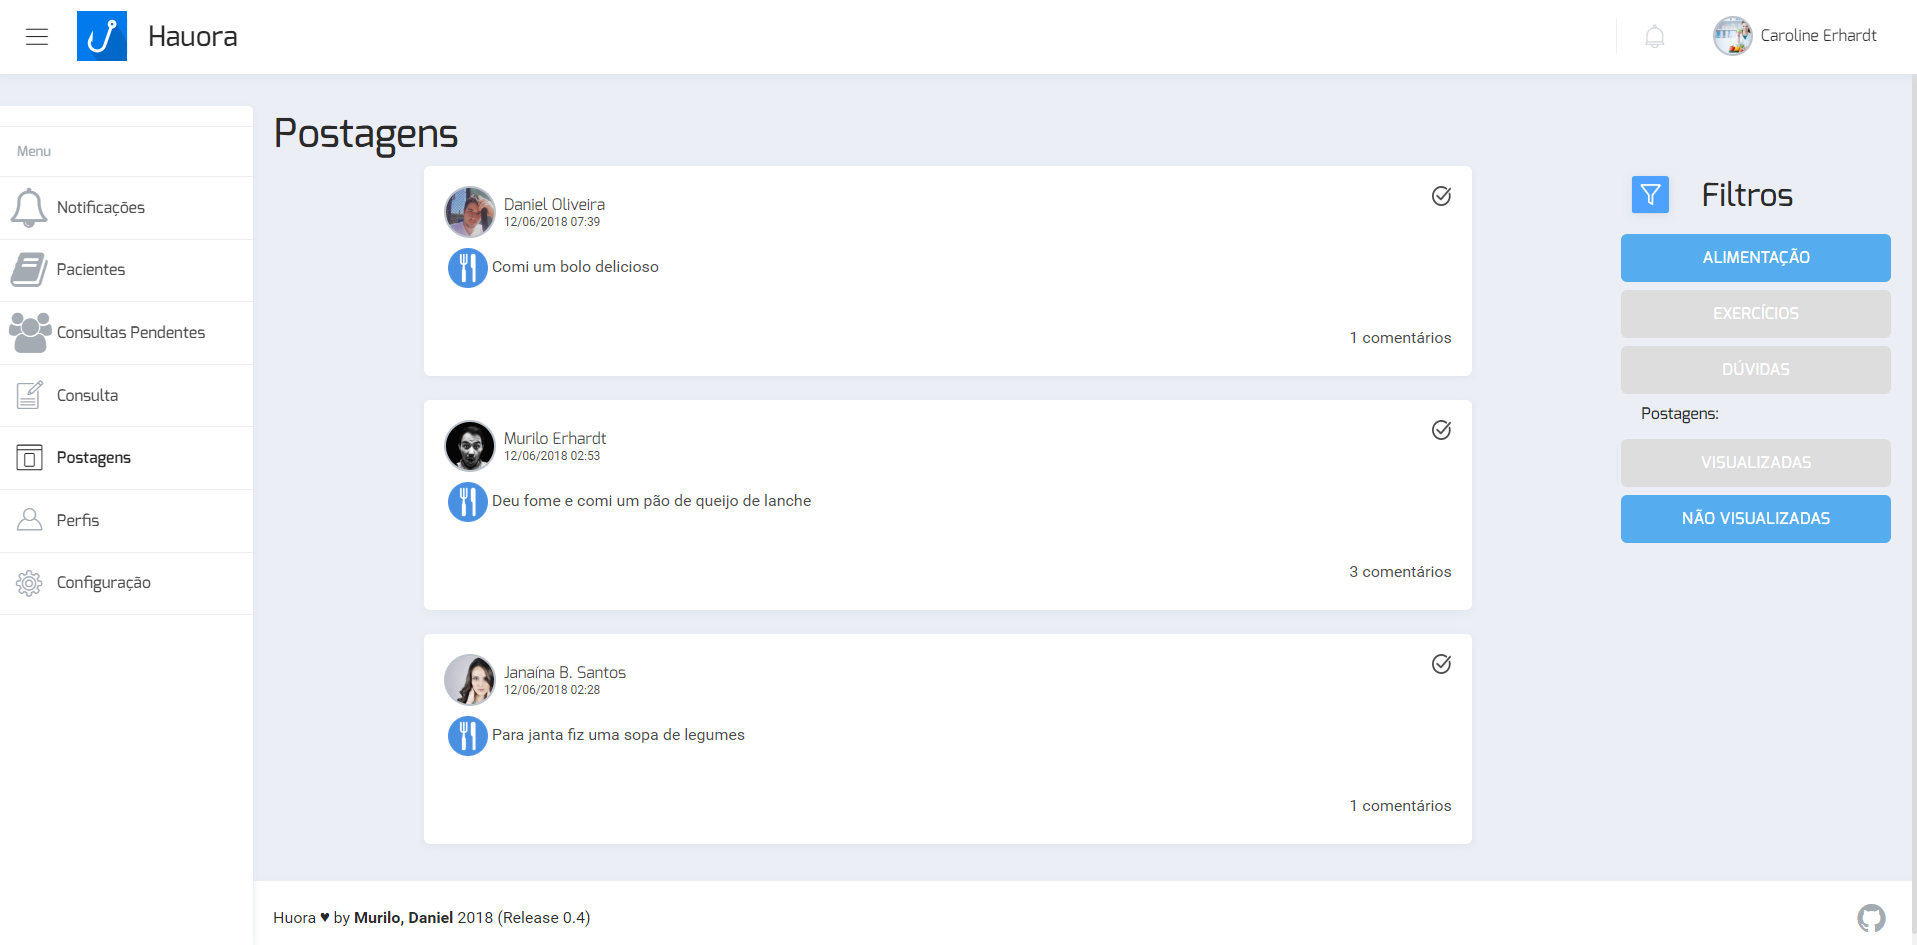 Hauora
Caroline Erhardt
Menu
Notificações
Pacientes
Consultas Pendentes
Consulta
Postagens
Perfis
Configuração
Postagens
Daniel Oliveira
12/06/2018 07:39
Comi um bolo delicioso
1 comentários
Murilo Erhardt
12/06/2018 02:53
Deu fome e comi um pão de queijo de lanche
3 comentários
Janaína B. Santos
12/06/2018 02:28
Para janta fiz uma sopa de legumes
1 comentários
Filtros
ALIMENTAÇÃO
EXERCÍCIOS
DÚVIDAS
Postagens:
VISUALIZADAS
NÃO VISUALIZADAS
Huora ♥ by Murilo, Daniel 2018 (Release 0.4)